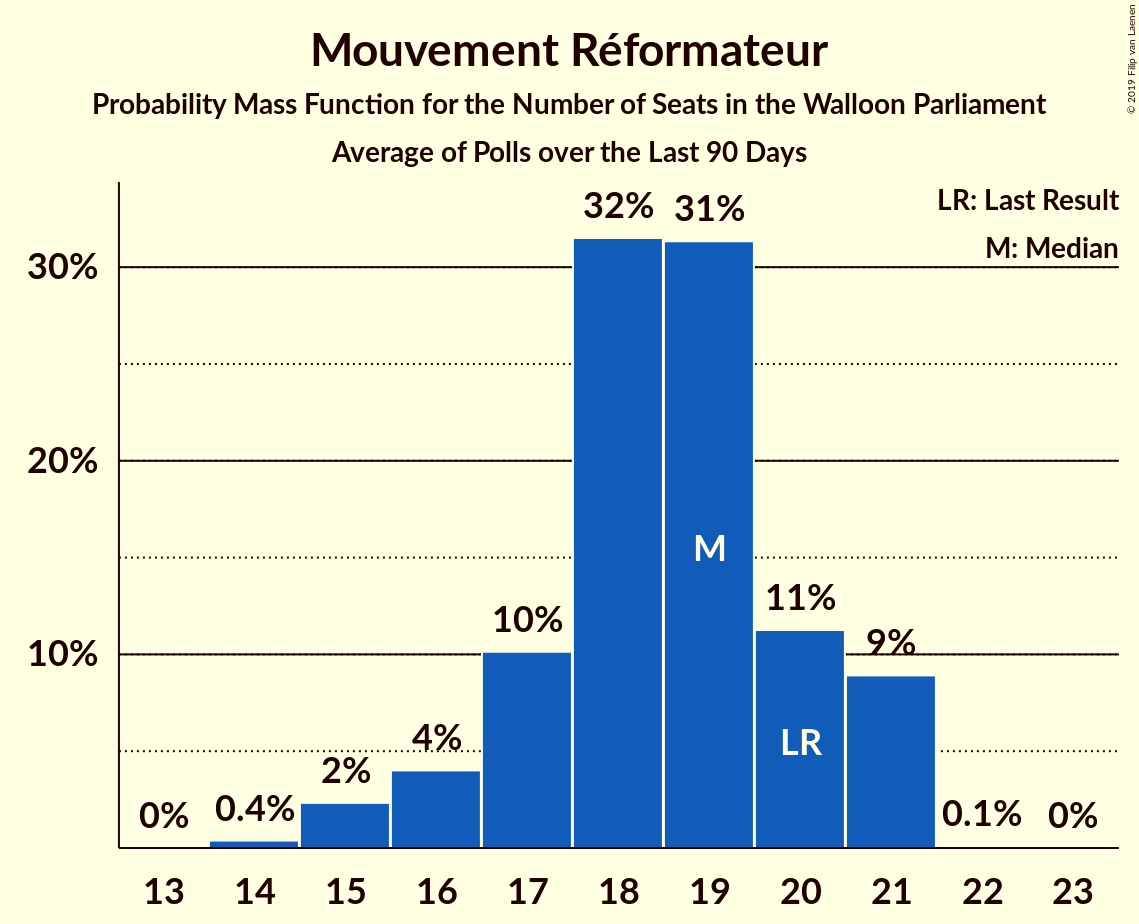 Mouvement Réformateur
Probability Mass Function for the Number of Seats in the Walloon Parliament
Average of Polls over the Last 90 Days
© 2019 Filip van Laenen
LR: Last Result
M: Median
30%
20%
10%
0%
0.4%
2%
4%
10%
32%
31%
11%
9%
0.1%
0%
M
LR
13 14 15 16 17 18 19 20 21 22 23